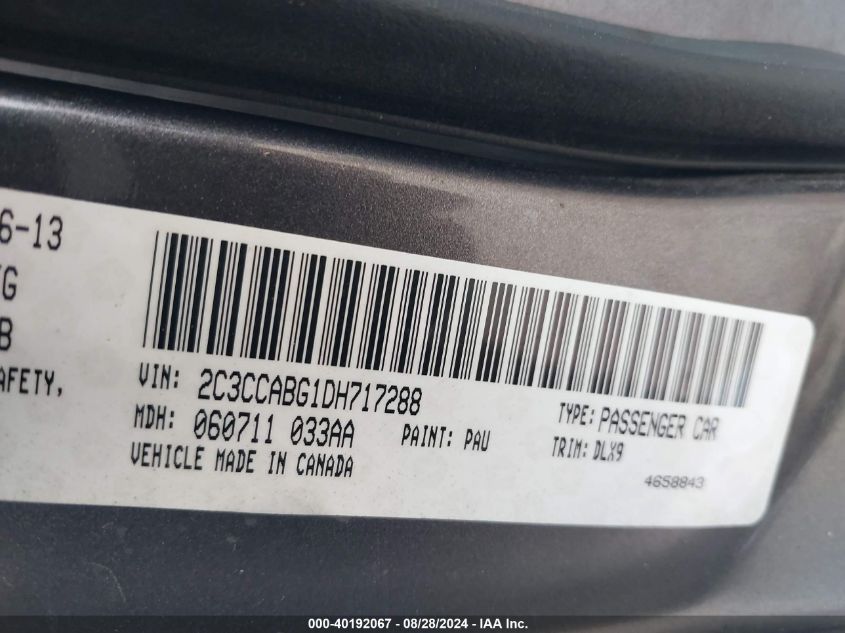 6-13
G
B
AFETY,
VIN: 2C3CCABG1DH717288
TYPE: PASSENGER CAR
MDH: 060711 033AA
PAINT: PAU
TRIM: DLX9
VEHICLE MADE IN CANADA
4658843
000-40192067 - 08/28/2024 - IAA Inc.